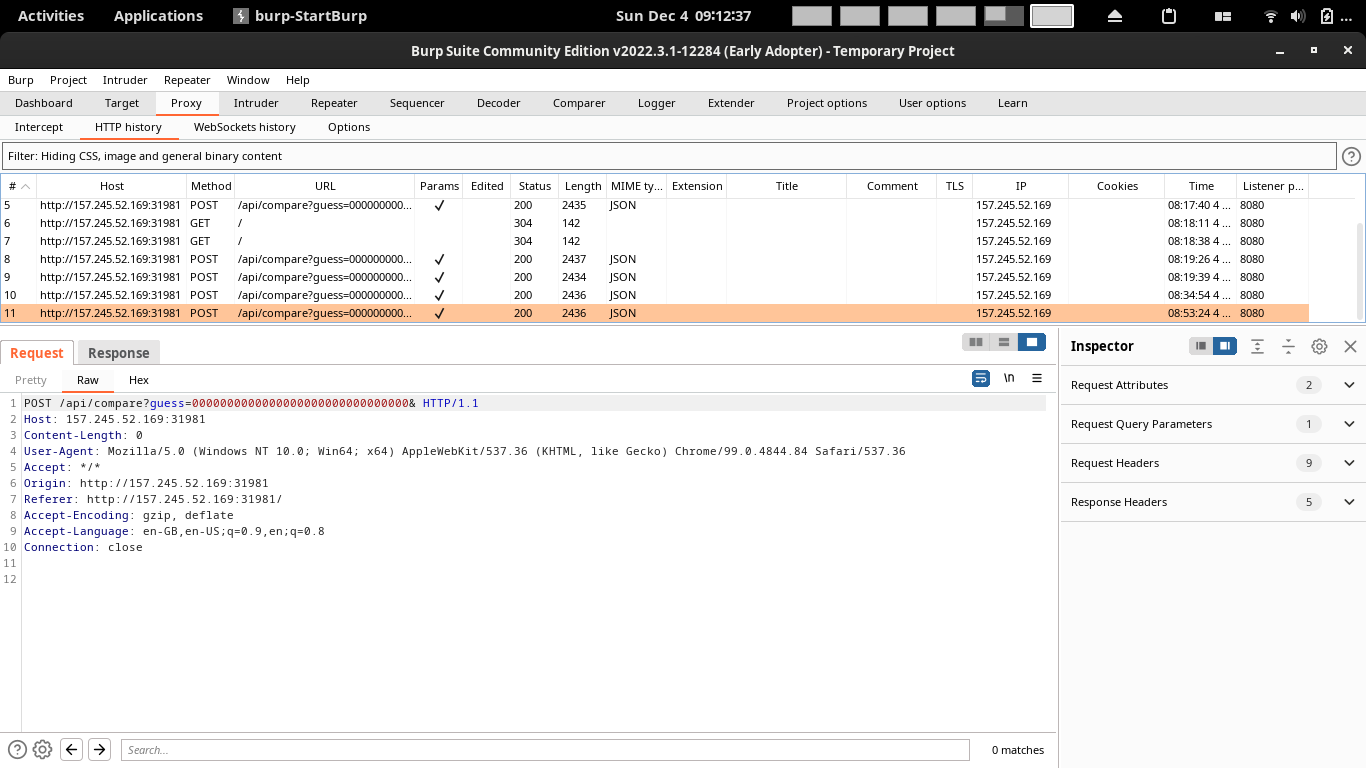 Activities Applications burp-StartBurp Sun Dec 4 09:12:37 ...
Burp Suite Community Edition v2022.3.1-12284 (Early Adopter) - Temporary Project
Burp Project Intruder Repeater Window Help
Dashboard Target Proxy Intruder Repeater Sequencer Decoder Comparer Logger Extender Project options User options Learn
Intercept HTTP history WebSockets history Options
Filter: Hiding CSS, image and general binary content
# Host Method URL Params Edited Status Length MIME ty... Extension Title Comment TLS IP Cookies Time Listener p...
5 http://157.245.52.169:31981 POST /api/compare?guess=000000000... ✓ 200 2435 JSON 157.245.52.169 08:17:40 4 ... 8080
6 http://157.245.52.169:31981 GET / 304 142 157.245.52.169 08:18:11 4 ... 8080
7 http://157.245.52.169:31981 GET / 304 142 157.245.52.169 08:18:38 4 ... 8080
8 http://157.245.52.169:31981 POST /api/compare?guess=000000000... ✓ 200 2437 JSON 157.245.52.169 08:19:26 4 ... 8080
9 http://157.245.52.169:31981 POST /api/compare?guess=000000000... ✓ 200 2434 JSON 157.245.52.169 08:19:39 4 ... 8080
10 http://157.245.52.169:31981 POST /api/compare?guess=000000000... ✓ 200 2436 JSON 157.245.52.169 08:34:54 4 ... 8080
11 http://157.245.52.169:31981 POST /api/compare?guess=000000000... ✓ 200 2436 JSON 157.245.52.169 08:53:24 4 ... 8080
Request Response
Pretty Raw Hex \n
1 POST /api/compare?guess=0000000000000000000000000000000& HTTP/1.1
2 Host: 157.245.52.169:31981
3 Content-Length: 0
4 User-Agent: Mozilla/5.0 (Windows NT 10.0; Win64; x64) AppleWebKit/537.36 (KHTML, like Gecko) Chrome/99.0.4844.84 Safari/537.36
5 Accept: */*
6 Origin: http://157.245.52.169:31981
7 Referer: http://157.245.52.169:31981/
8 Accept-Encoding: gzip, deflate
9 Accept-Language: en-GB,en-US;q=0.9,en;q=0.8
10 Connection: close
11
12
Search... 0 matches
Inspector
Request Attributes 2
Request Query Parameters 1
Request Headers 9
Response Headers 5